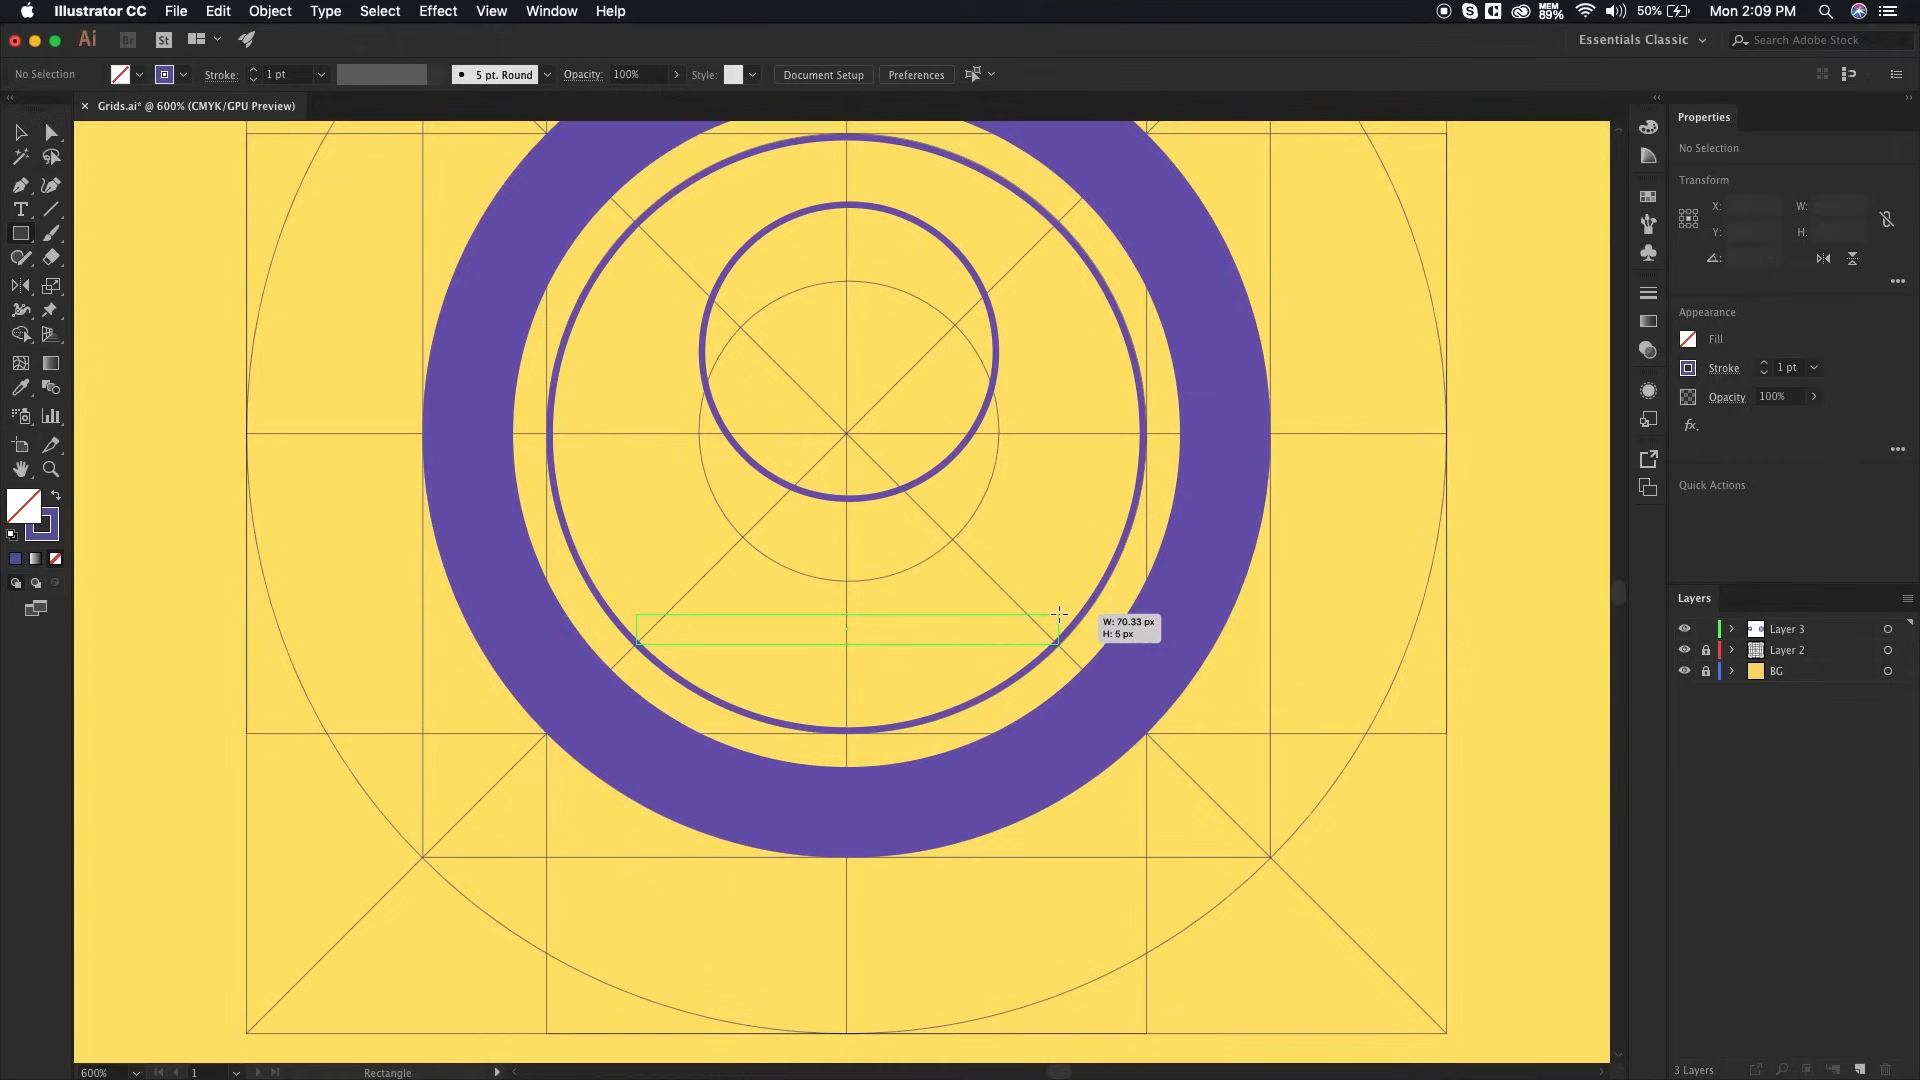 Illustrator CC File Edit Object Type Select Effect View Window Help
MEM 89% 50% Mon 2:09 PM
Ai Br St Essentials Classic Search Adobe Stock
No Selection Stroke: 1 pt 5 pt. Round Opacity: 100% Style: Document Setup Preferences
× Grids.ai* @ 600% (CMYK/GPU Preview)
Properties
No Selection
Transform
X: W:
Y: H:
Appearance
Fill
Stroke 1 pt
Opacity 100%
fx.
Quick Actions
W: 70.33 px
H: 5 px
Layers
Layer 3
Layer 2
BG
600% 1 Rectangle
3 Layers